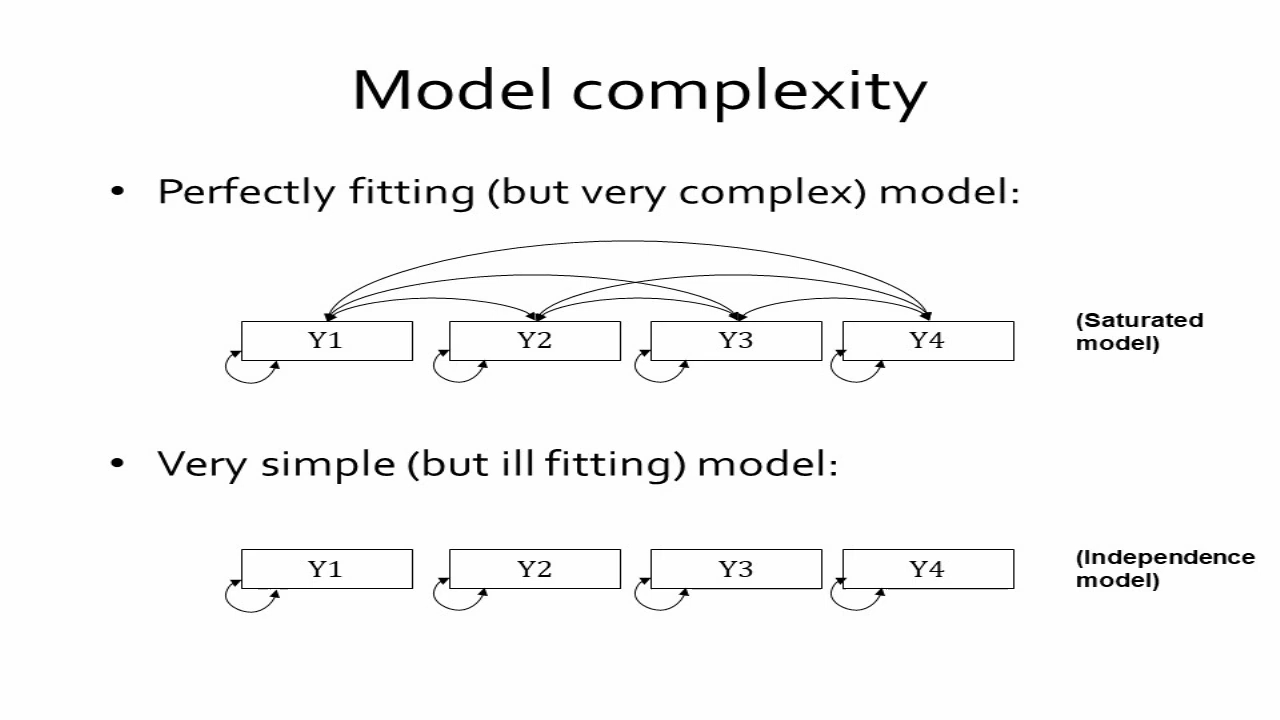 Model complexity
• Perfectly fitting (but very complex) model:
Y1 Y2 Y3 Y4
(Saturated
model)
• Very simple (but ill fitting) model:
Y1 Y2 Y3 Y4
(Independence
model)